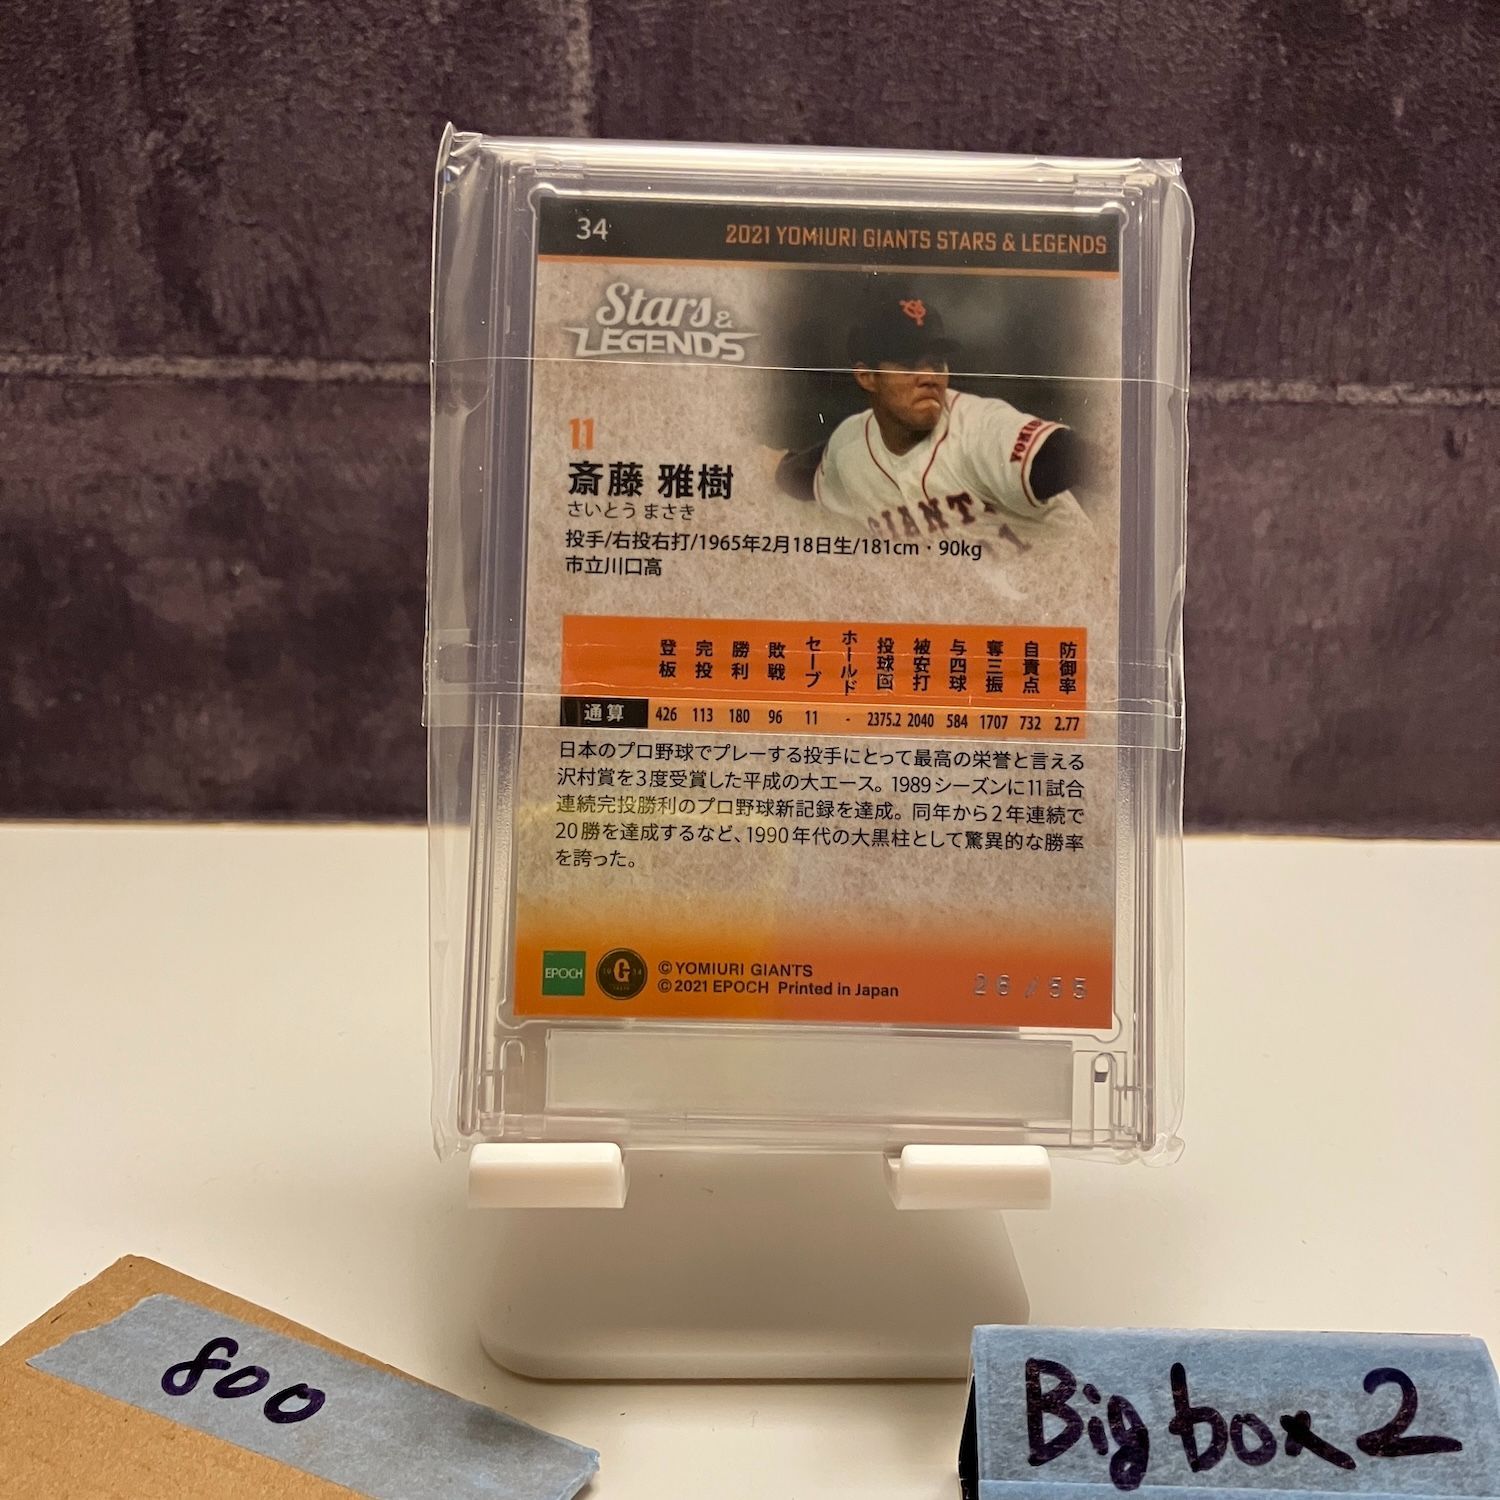 34
2021 YOMIURI GIANTS STARS & LEGENDS
Stars &
LEGENDS
11
斎藤 雅樹
さいとう まさき
投手/右投右打/1965年2月18日生/181cm・90kg
市立川口高
YOMIURI
GIANTS
登板 完投 勝利 敗戦 セーブ ホールド 投球回 被安打 与四球 奪三振 自責点 防御率
通算 426 113 180 96 11 - 2375.2 2040 584 1707 732 2.77
日本のプロ野球でプレーする投手にとって最高の栄誉と言える
沢村賞を3度受賞した平成の大エース。1989シーズンに11試合
連続完投勝利のプロ野球新記録を達成。同年から2年連続で
20勝を達成するなど、1990年代の大黒柱として驚異的な勝率
を誇った。
EPOCH
19 G 34
©YOMIURI GIANTS
©2021 EPOCH Printed in Japan
26/55
800
Big box 2